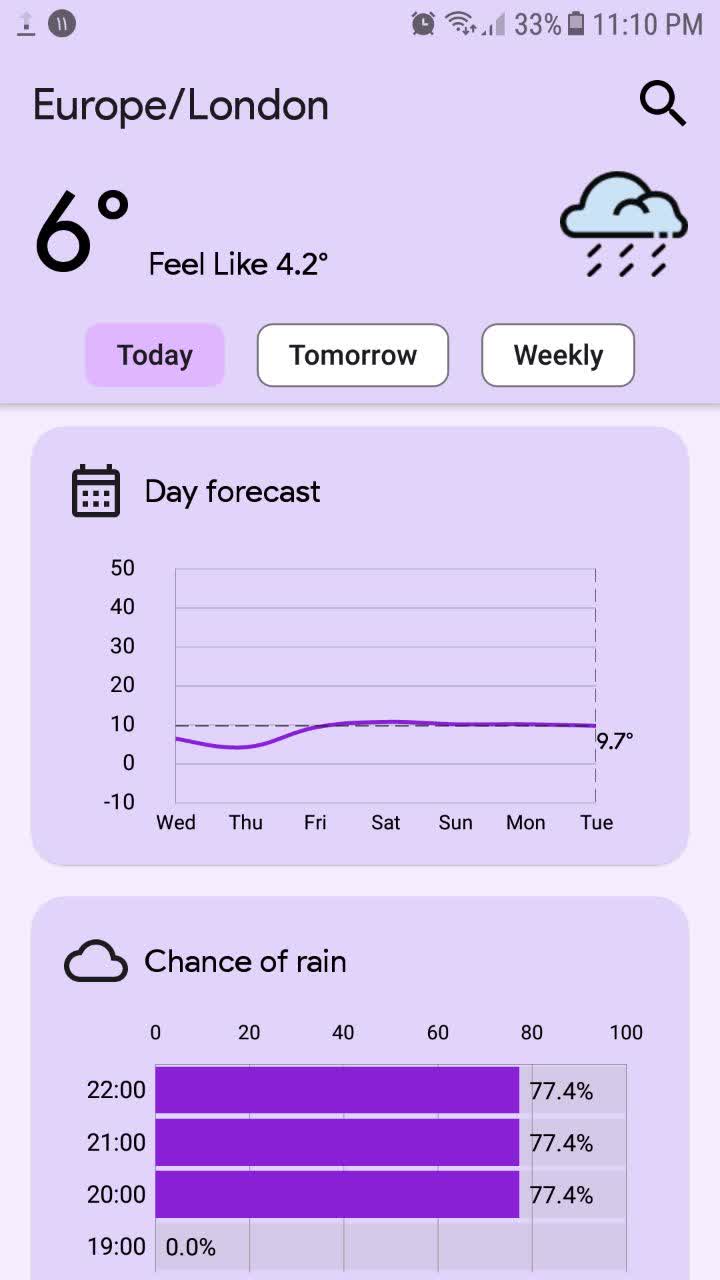 33% 11:10 PM
Europe/London
6°
Feel Like 4.2°
Today Tomorrow Weekly
Day forecast
50
40
30
20
10
0
-10
9.7°
Wed Thu Fri Sat Sun Mon Tue
Chance of rain
0 20 40 60 80 100
22:00 77.4%
21:00 77.4%
20:00 77.4%
19:00 0.0%